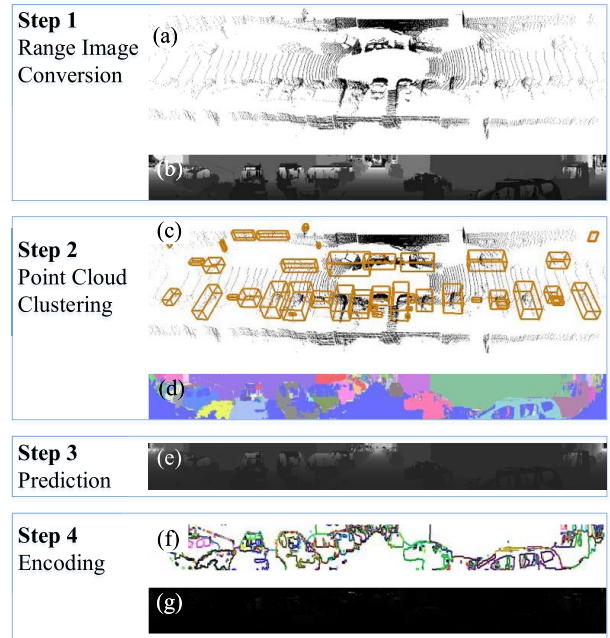 Step 1
Range Image
Conversion
(a)
(b)
Step 2
Point Cloud
Clustering
(c)
(d)
Step 3
Prediction
(e)
Step 4
Encoding
(f)
(g)